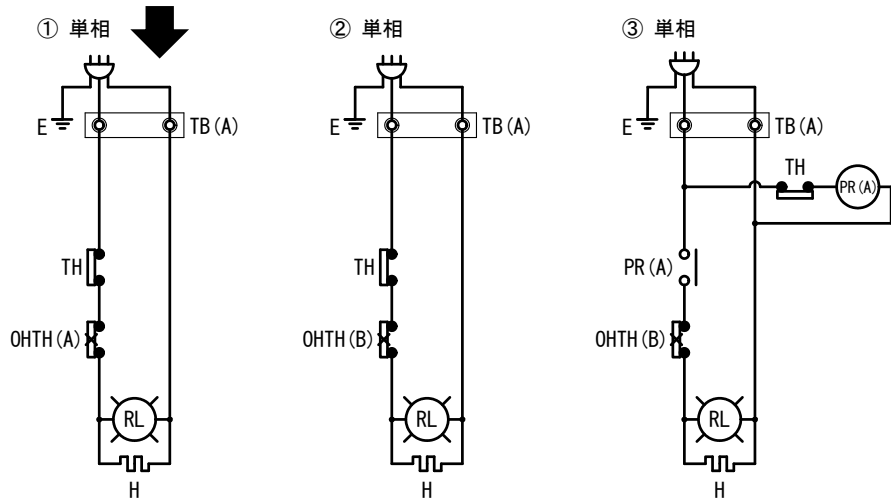 ① 単相
E
TB(A)
TH
OHTH(A)
RL
H
② 単相
E
TB(A)
TH
OHTH(B)
RL
H
③ 単相
E
TB(A)
TH
PR(A)
PR(A)
OHTH(B)
RL
H